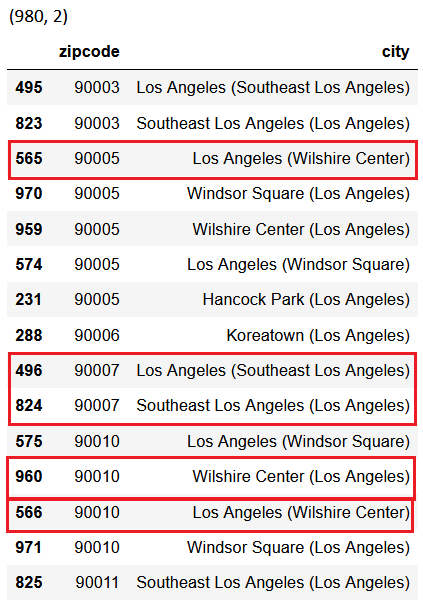 (980, 2)
zipcode city
495 90003 Los Angeles (Southeast Los Angeles)
823 90003 Southeast Los Angeles (Los Angeles)
565 90005 Los Angeles (Wilshire Center)
970 90005 Windsor Square (Los Angeles)
959 90005 Wilshire Center (Los Angeles)
574 90005 Los Angeles (Windsor Square)
231 90005 Hancock Park (Los Angeles)
288 90006 Koreatown (Los Angeles)
496 90007 Los Angeles (Southeast Los Angeles)
824 90007 Southeast Los Angeles (Los Angeles)
575 90010 Los Angeles (Windsor Square)
960 90010 Wilshire Center (Los Angeles)
566 90010 Los Angeles (Wilshire Center)
971 90010 Windsor Square (Los Angeles)
825 90011 Southeast Los Angeles (Los Angeles)